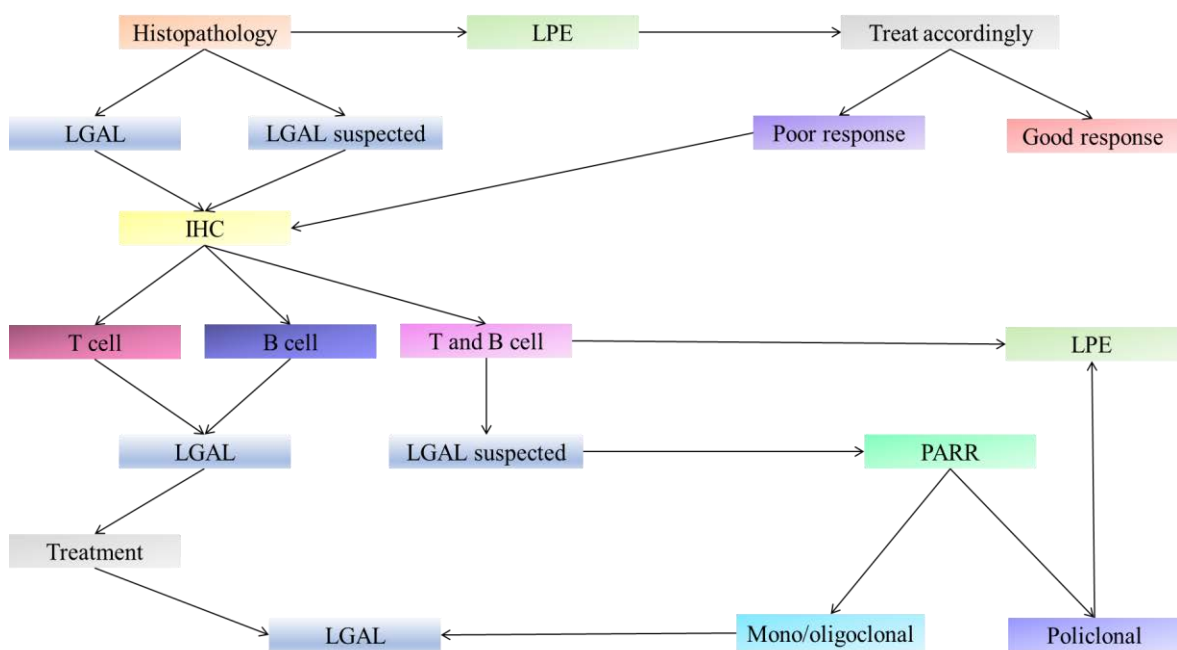 Histopathology
LPE
Treat accordingly
LGAL
LGAL suspected
Poor response
Good response
IHC
T cell
B cell
T and B cell
LPE
LGAL
LGAL suspected
PARR
Treatment
LGAL
Mono/oligoclonal
Policlonal